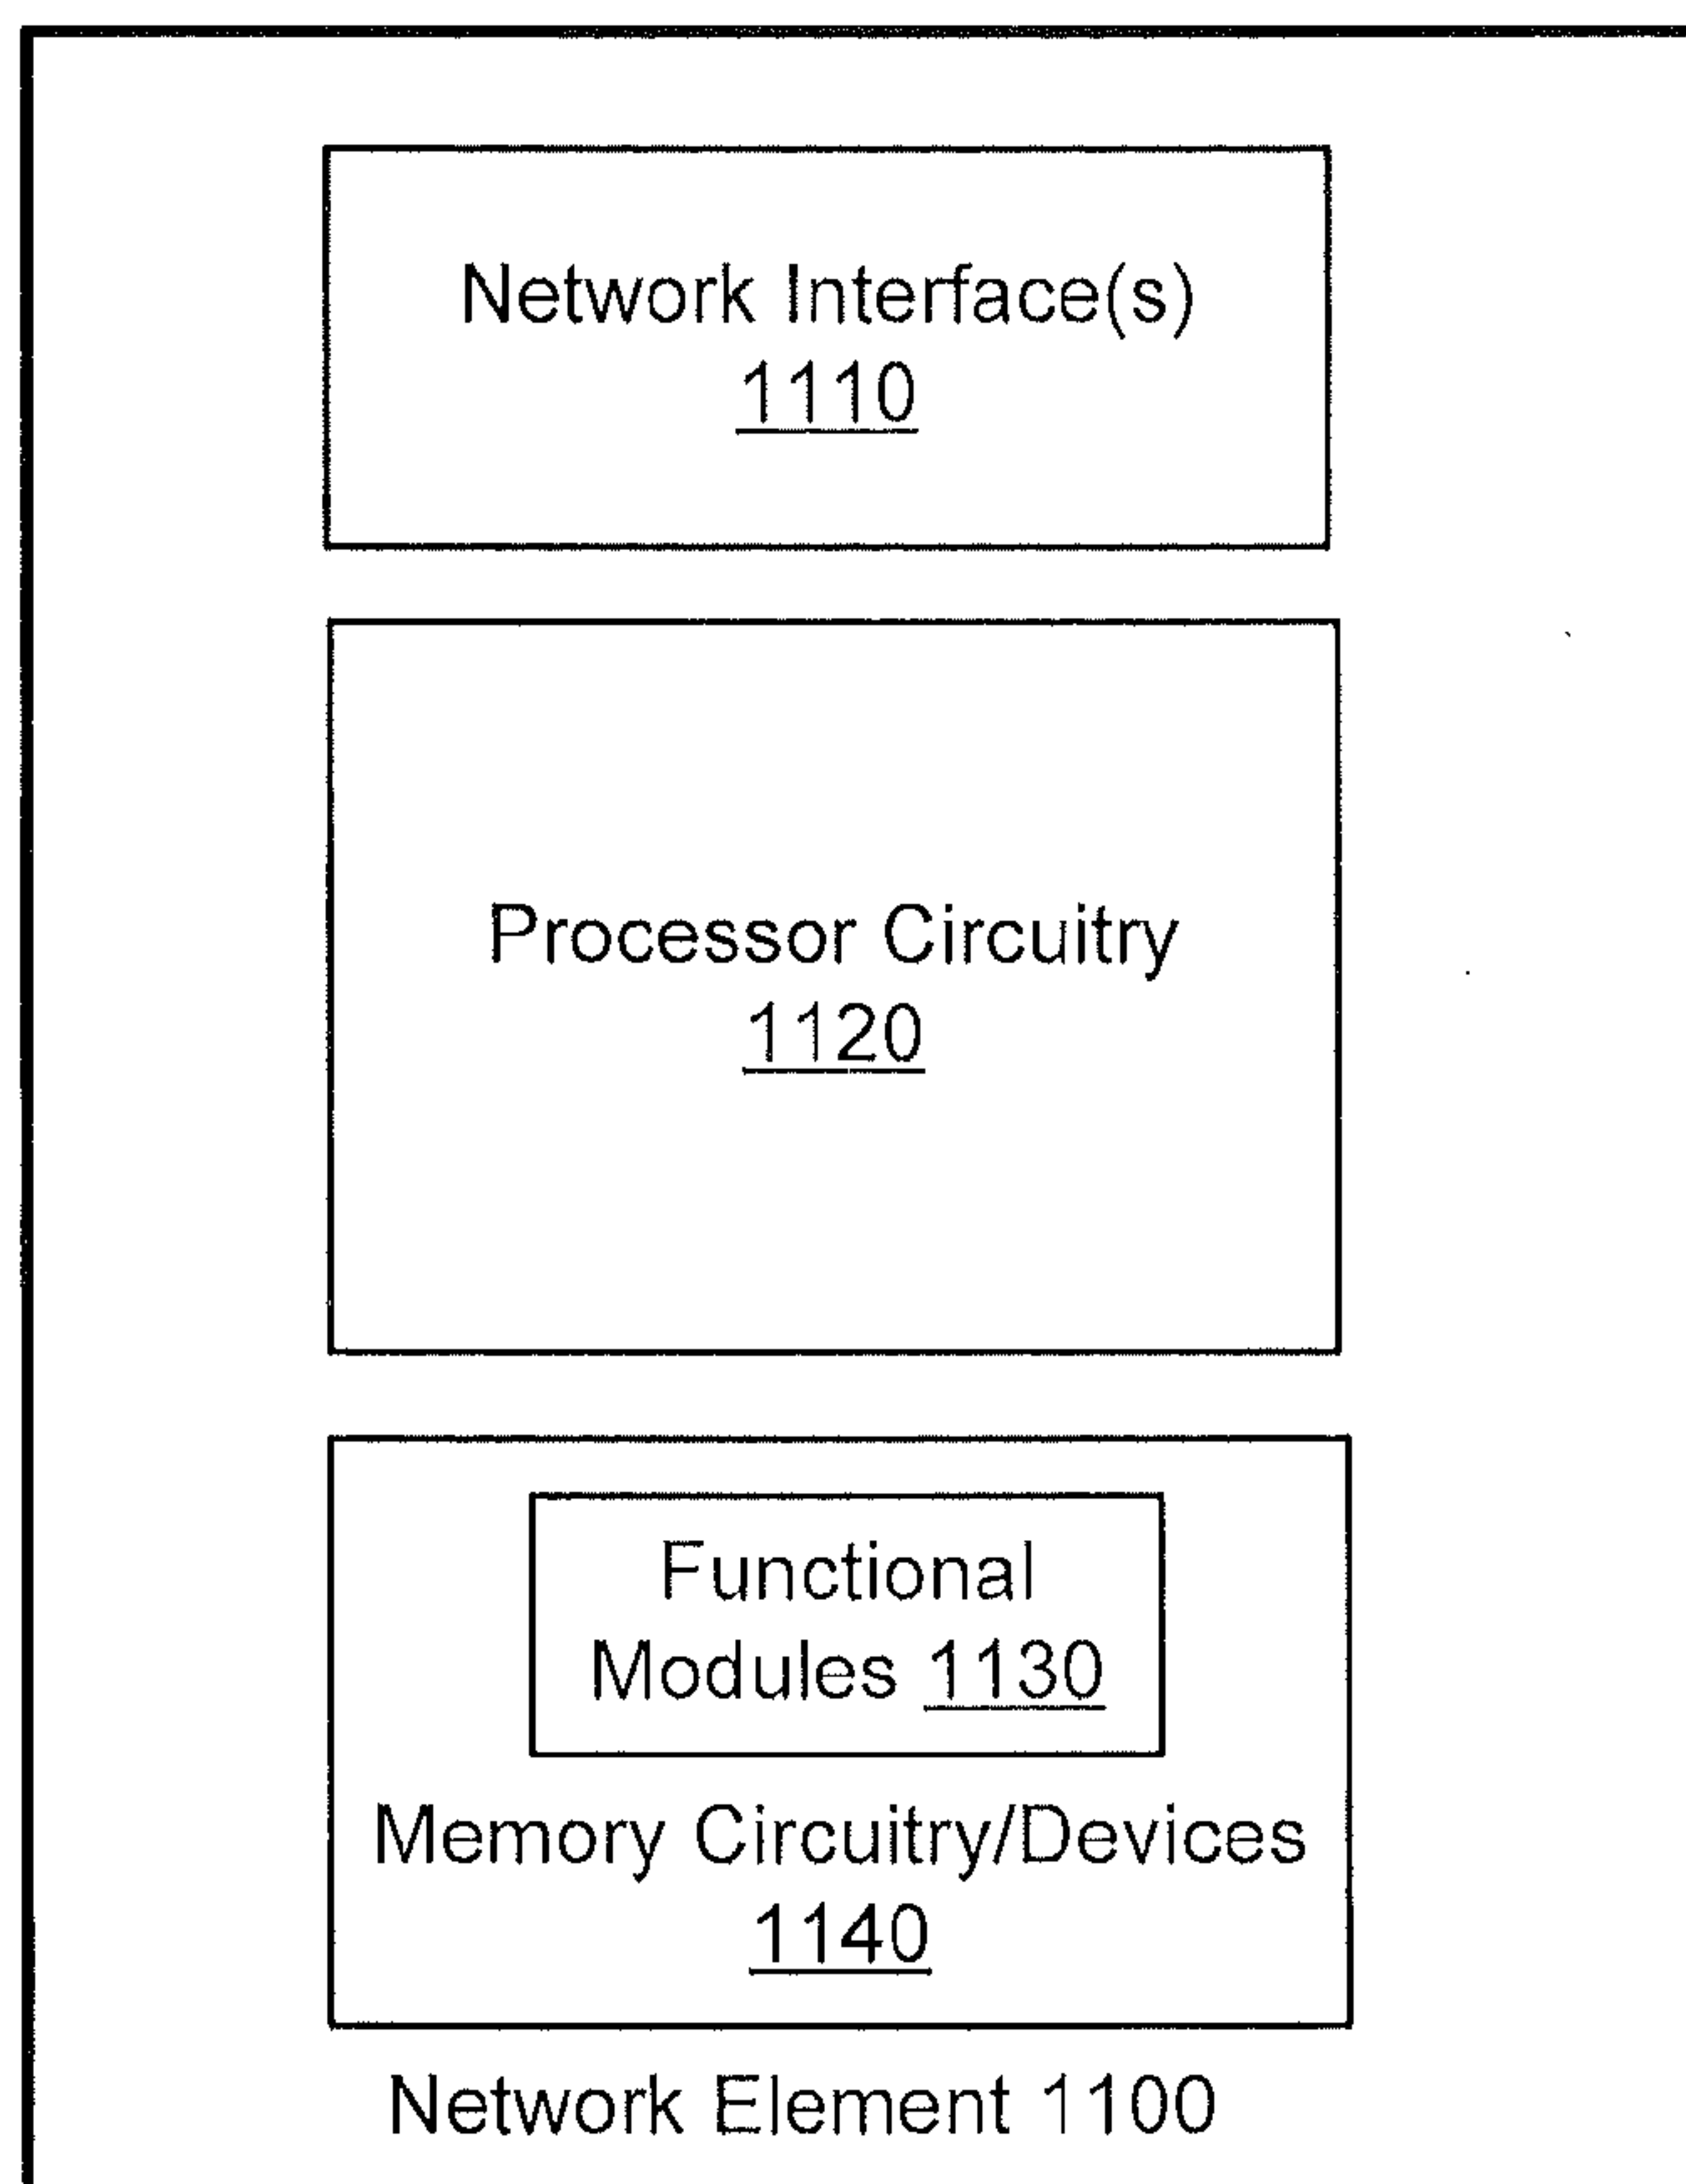 Network Interface(s)
1110
Processor Circuitry
1120
Functional
Modules 1130
Memory Circuitry/Devices
1140
Network Element 1100